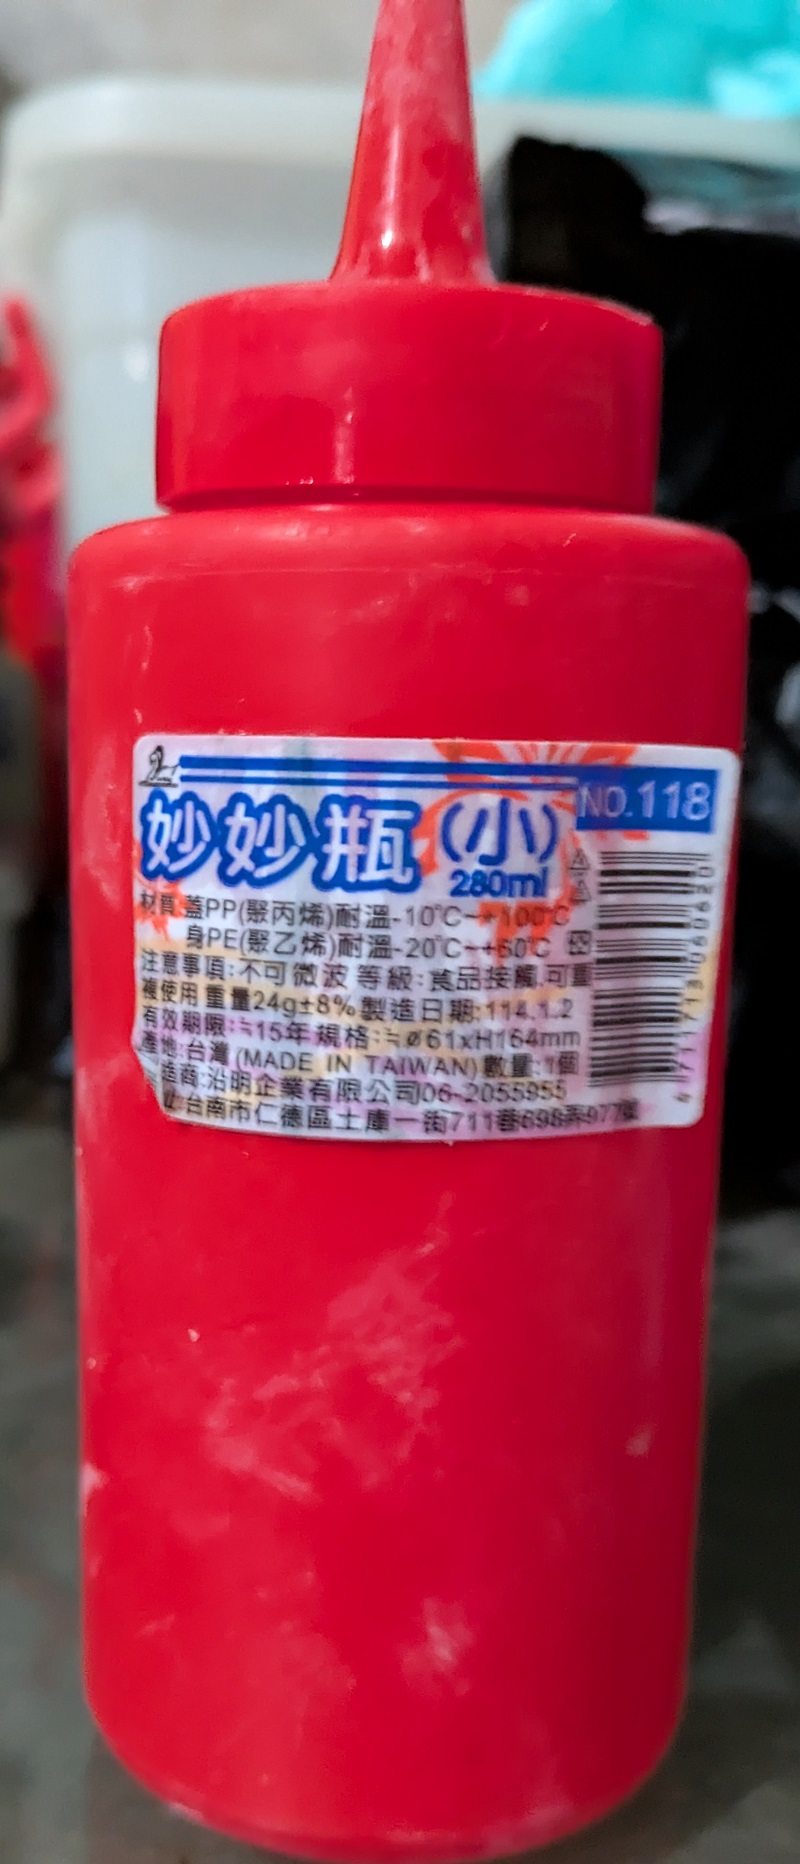 妙妙瓶(小) NO.118
280ml
材質:蓋PP(聚丙烯)耐溫-10℃~+100℃
身PE(聚乙烯)耐溫-20℃~+60℃
注意事項:不可微波 等級:食品接觸.可重
複使用 重量24g±8% 製造日期:114.1.2
有效期限:≒15年 規格:≒ø61xH164mm
產地:台灣(MADE IN TAIWAN) 數量:1個
造商:沿明企業有限公司06-2055955
址:台南市仁德區土庫一街711巷698弄977號